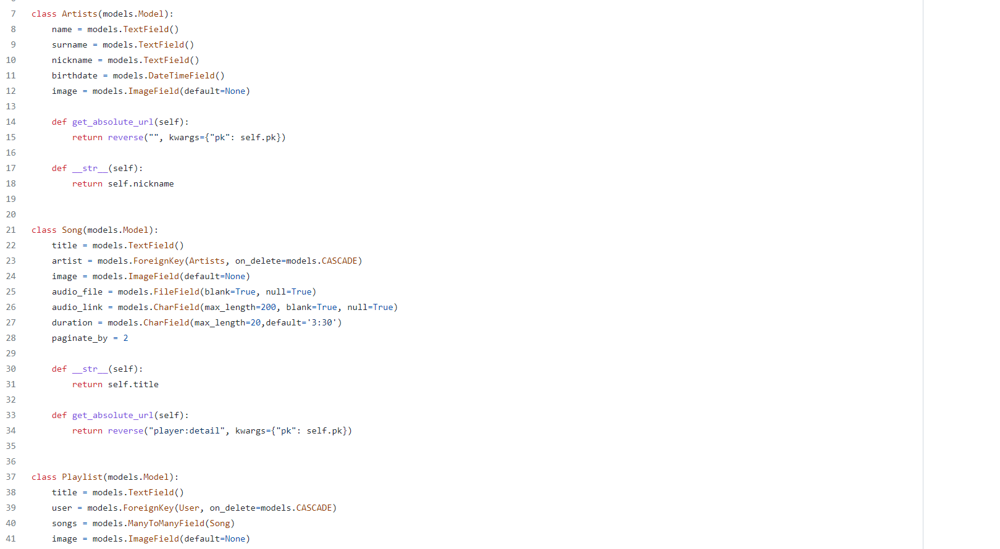 7 class Artists(models.Model):
8     name = models.TextField()
9     surname = models.TextField()
10     nickname = models.TextField()
11     birthdate = models.DateTimeField()
12     image = models.ImageField(default=None)
13
14     def get_absolute_url(self):
15         return reverse("", kwargs={"pk": self.pk})
16
17     def __str__(self):
18         return self.nickname
19
20
21 class Song(models.Model):
22     title = models.TextField()
23     artist = models.ForeignKey(Artists, on_delete=models.CASCADE)
24     image = models.ImageField(default=None)
25     audio_file = models.FileField(blank=True, null=True)
26     audio_link = models.CharField(max_length=200, blank=True, null=True)
27     duration = models.CharField(max_length=20,default='3:30')
28     paginate_by = 2
29
30     def __str__(self):
31         return self.title
32
33     def get_absolute_url(self):
34         return reverse("player:detail", kwargs={"pk": self.pk})
35
36
37 class Playlist(models.Model):
38     title = models.TextField()
39     user = models.ForeignKey(User, on_delete=models.CASCADE)
40     songs = models.ManyToManyField(Song)
41     image = models.ImageField(default=None)